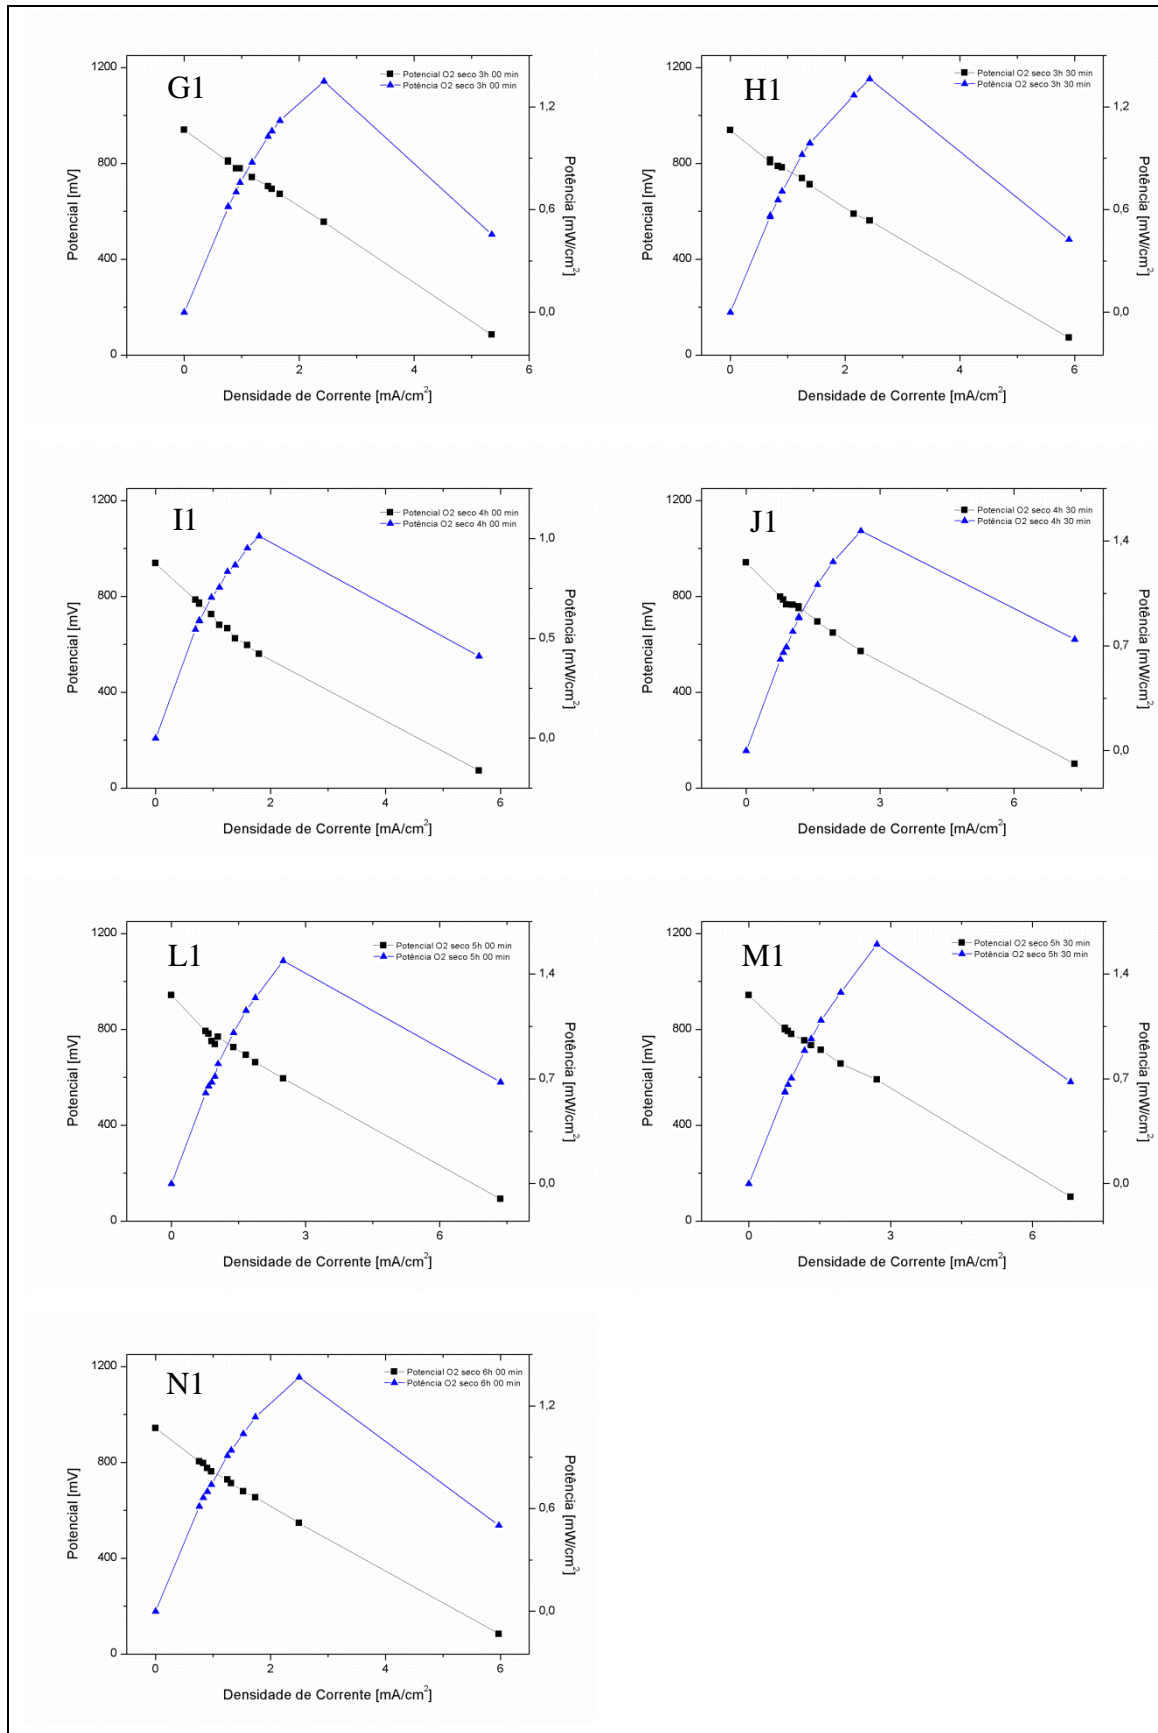 G1
Potencial O2 seco 3h 00 min
Potência O2 seco 3h 00 min
1200
800
400
0
Potencial [mV]
1,2
0,6
0,0
Potência [mW/cm²]
0 2 4 6
Densidade de Corrente [mA/cm²]
H1
Potencial O2 seco 3h 30 min
Potência O2 seco 3h 30 min
1200
800
400
0
Potencial [mV]
1,2
0,6
0,0
Potência [mW/cm²]
0 2 4 6
Densidade de Corrente [mA/cm²]
I1
Potencial O2 seco 4h 00 min
Potência O2 seco 4h 00 min
1200
800
400
0
Potencial [mV]
1,0
0,5
0,0
Potência [mW/cm²]
0 2 4 6
Densidade de Corrente [mA/cm²]
J1
Potencial O2 seco 4h 30 min
Potência O2 seco 4h 30 min
1200
800
400
0
Potencial [mV]
1,4
0,7
0,0
Potência [mW/cm²]
0 3 6
Densidade de Corrente [mA/cm²]
L1
Potencial O2 seco 5h 00 min
Potência O2 seco 5h 00 min
1200
800
400
0
Potencial [mV]
1,4
0,7
0,0
Potência [mW/cm²]
0 3 6
Densidade de Corrente [mA/cm²]
M1
Potencial O2 seco 5h 30 min
Potência O2 seco 5h 30 min
1200
800
400
0
Potencial [mV]
1,4
0,7
0,0
Potência [mW/cm²]
0 3 6
Densidade de Corrente [mA/cm²]
N1
Potencial O2 seco 6h 00 min
Potência O2 seco 6h 00 min
1200
800
400
0
Potencial [mV]
1,2
0,6
0,0
Potência [mW/cm²]
0 2 4 6
Densidade de Corrente [mA/cm²]